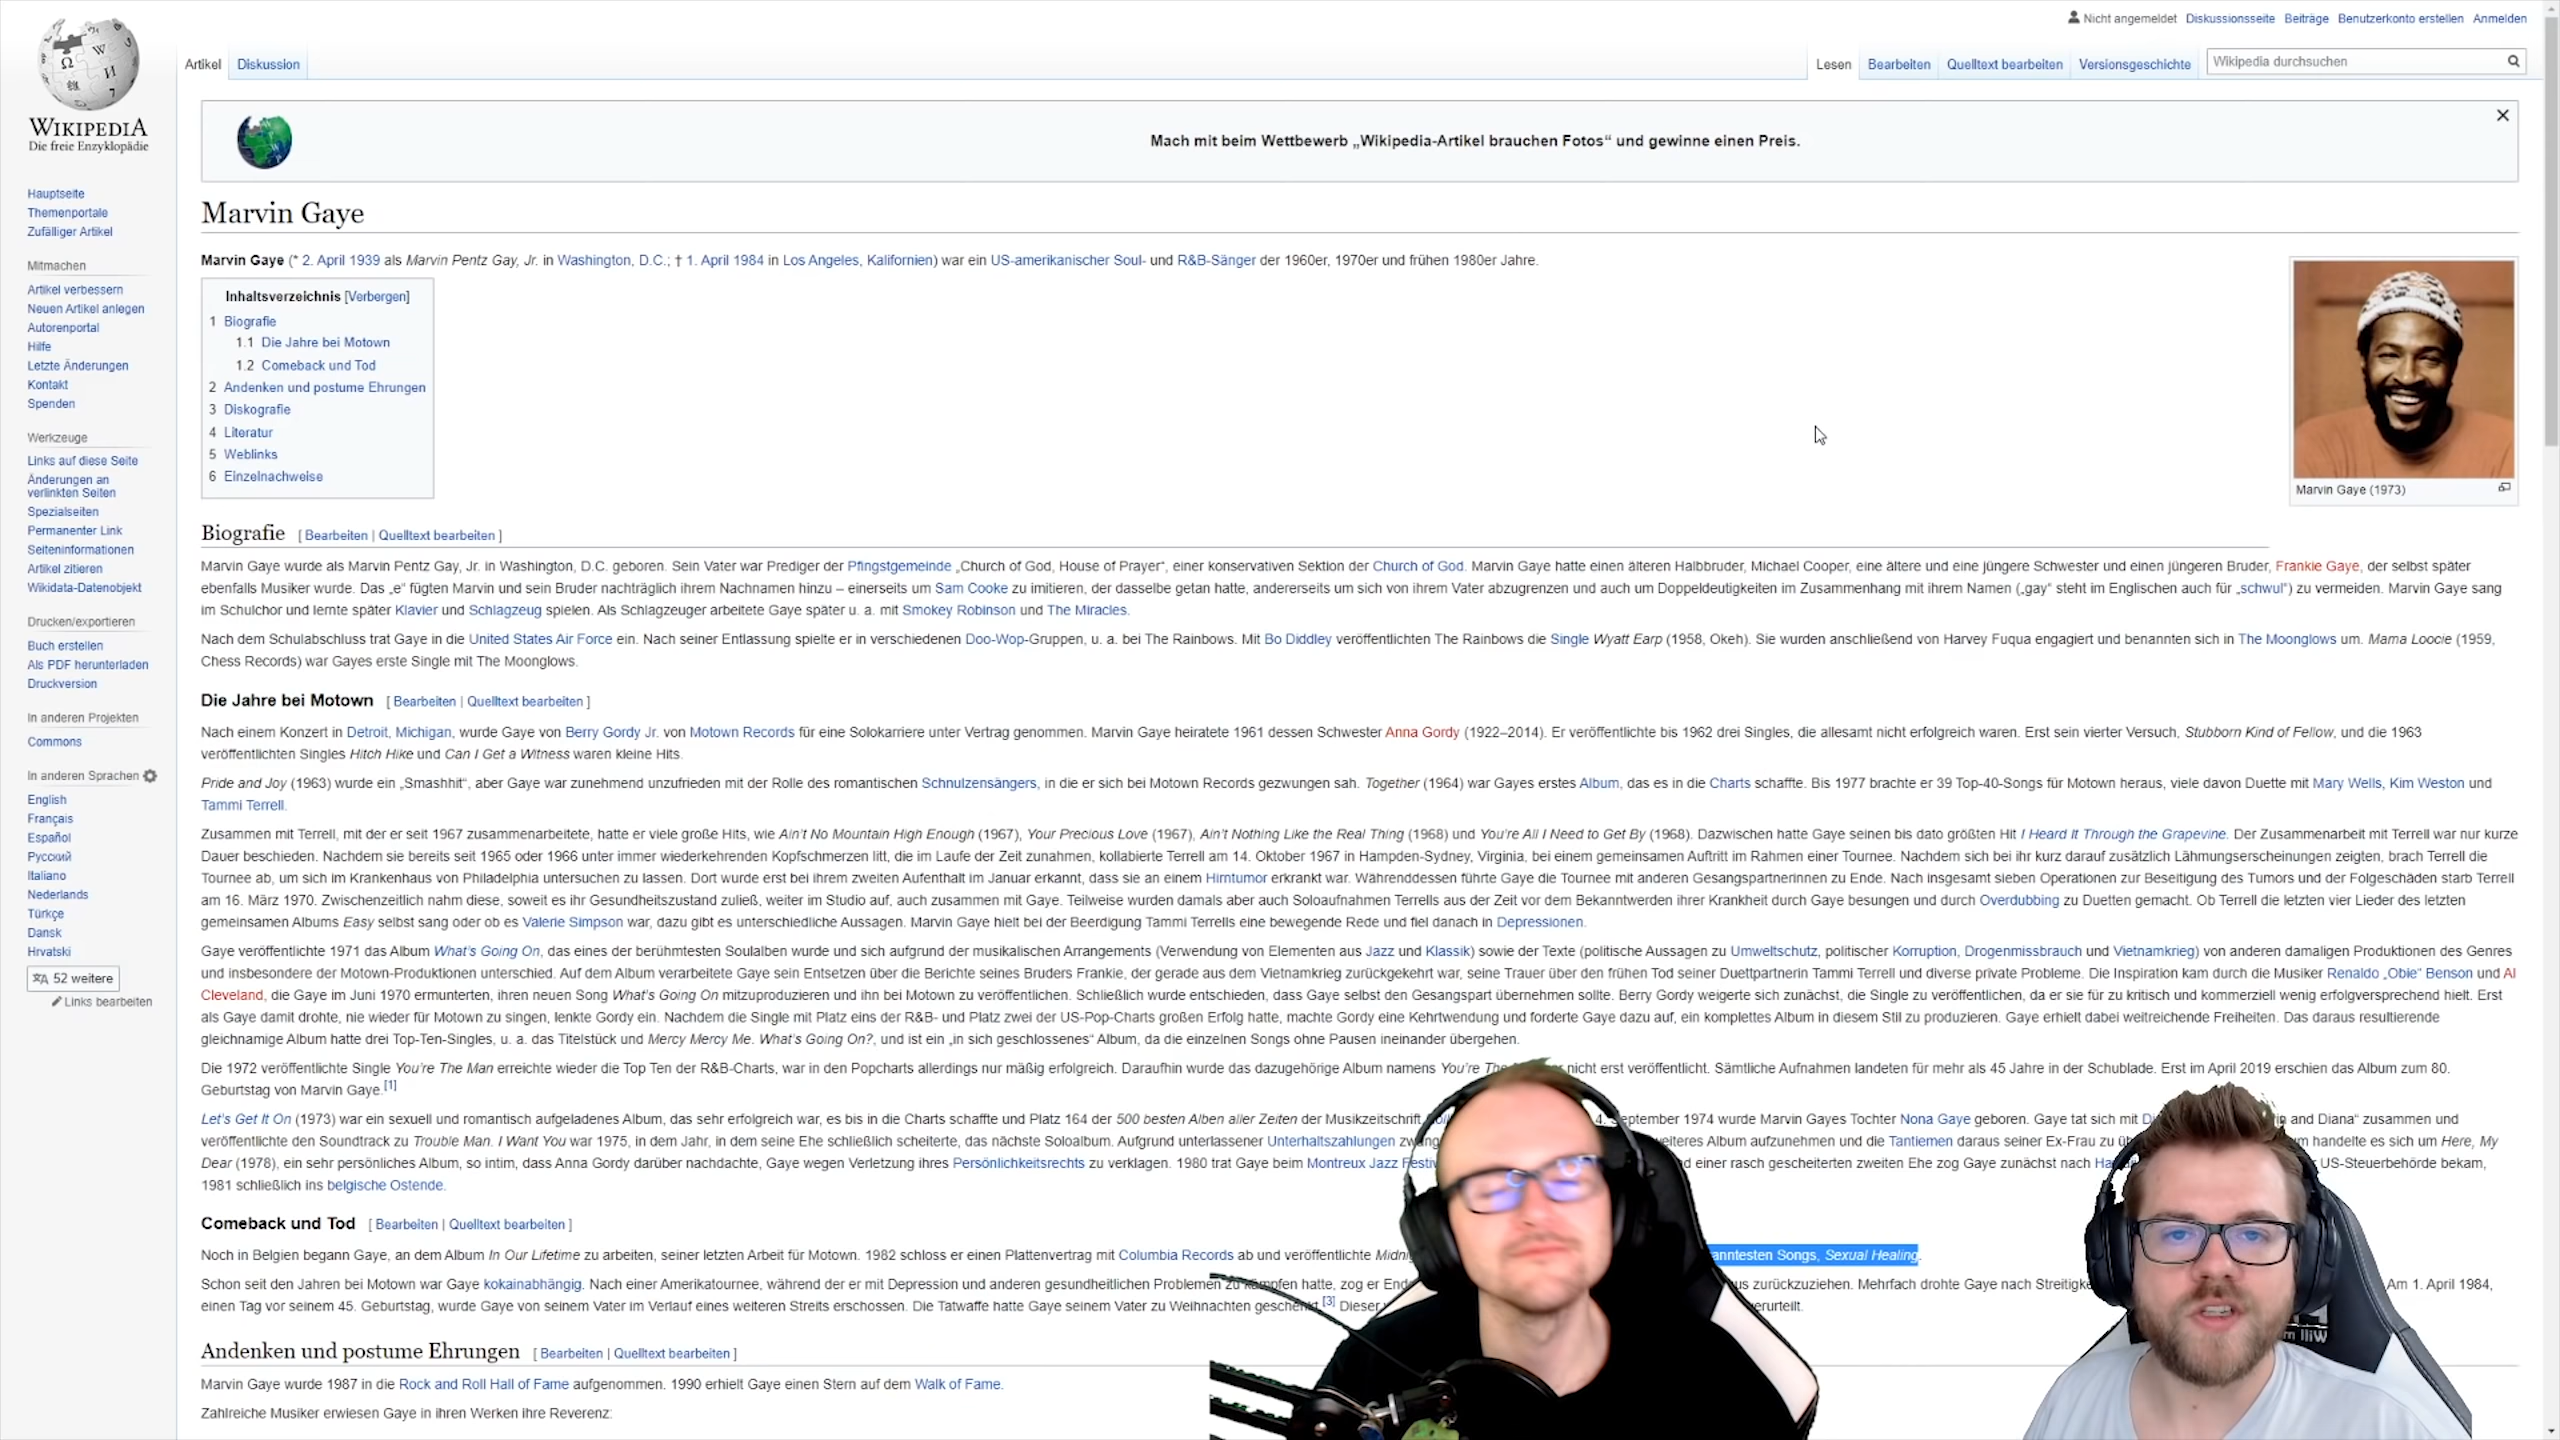 Nicht angemeldet Diskussionsseite Beiträge Benutzerkonto erstellen Anmelden
Artikel Diskussion Lesen Bearbeiten Quelltext bearbeiten Versionsgeschichte Wikipedia durchsuchen
WIKIPEDIA
Die freie Enzyklopädie
Hauptseite
Themenportale
Zufälliger Artikel
Mitmachen
Artikel verbessern
Neuen Artikel anlegen
Autorenportal
Hilfe
Letzte Änderungen
Kontakt
Spenden
Werkzeuge
Links auf diese Seite
Änderungen an
verlinkten Seiten
Spezialseiten
Permanenter Link
Seiteninformationen
Artikel zitieren
Wikidata-Datenobjekt
Drucken/exportieren
Buch erstellen
Als PDF herunterladen
Druckversion
In anderen Projekten
Commons
In anderen Sprachen
English
Français
Español
Русский
Italiano
Nederlands
Türkçe
Dansk
Hrvatski
52 weitere
Links bearbeiten
Mach mit beim Wettbewerb „Wikipedia-Artikel brauchen Fotos“ und gewinne einen Preis.
Marvin Gaye
Marvin Gaye (* 2. April 1939 als Marvin Pentz Gay, Jr. in Washington, D.C.; † 1. April 1984 in Los Angeles, Kalifornien) war ein US-amerikanischer Soul- und R&B-Sänger der 1960er, 1970er und frühen 1980er Jahre.
Inhaltsverzeichnis [Verbergen]
1 Biografie
1.1 Die Jahre bei Motown
1.2 Comeback und Tod
2 Andenken und postume Ehrungen
3 Diskografie
4 Literatur
5 Weblinks
6 Einzelnachweise
Marvin Gaye (1973)
Biografie [ Bearbeiten | Quelltext bearbeiten ]
Marvin Gaye wurde als Marvin Pentz Gay, Jr. in Washington, D.C. geboren. Sein Vater war Prediger der Pfingstgemeinde „Church of God, House of Prayer“, einer konservativen Sektion der Church of God. Marvin Gaye hatte einen älteren Halbbruder, Michael Cooper, eine ältere und eine jüngere Schwester und einen jüngeren Bruder, Frankie Gaye, der selbst später
ebenfalls Musiker wurde. Das „e“ fügten Marvin und sein Bruder nachträglich ihrem Nachnamen hinzu – einerseits um Sam Cooke zu imitieren, der dasselbe getan hatte, andererseits um sich von ihrem Vater abzugrenzen und auch um Doppeldeutigkeiten im Zusammenhang mit ihrem Namen („gay“ steht im Englischen auch für „schwul“) zu vermeiden. Marvin Gaye sang
im Schulchor und lernte später Klavier und Schlagzeug spielen. Als Schlagzeuger arbeitete Gaye später u. a. mit Smokey Robinson und The Miracles.
Nach dem Schulabschluss trat Gaye in die United States Air Force ein. Nach seiner Entlassung spielte er in verschiedenen Doo-Wop-Gruppen, u. a. bei The Rainbows. Mit Bo Diddley veröffentlichten The Rainbows die Single Wyatt Earp (1958, Okeh). Sie wurden anschließend von Harvey Fuqua engagiert und benannten sich in The Moonglows um. Mama Loocie (1959,
Chess Records) war Gayes erste Single mit The Moonglows.
Die Jahre bei Motown [ Bearbeiten | Quelltext bearbeiten ]
Nach einem Konzert in Detroit, Michigan, wurde Gaye von Berry Gordy Jr. von Motown Records für eine Solokarriere unter Vertrag genommen. Marvin Gaye heiratete 1961 dessen Schwester Anna Gordy (1922–2014). Er veröffentlichte bis 1962 drei Singles, die allesamt nicht erfolgreich waren. Erst sein vierter Versuch, Stubborn Kind of Fellow, und die 1963
veröffentlichten Singles Hitch Hike und Can I Get a Witness waren kleine Hits.
Pride and Joy (1963) wurde ein „Smashhit“, aber Gaye war zunehmend unzufrieden mit der Rolle des romantischen Schnulzensängers, in die er sich bei Motown Records gezwungen sah. Together (1964) war Gayes erstes Album, das es in die Charts schaffte. Bis 1977 brachte er 39 Top-40-Songs für Motown heraus, viele davon Duette mit Mary Wells, Kim Weston und
Tammi Terrell.
Zusammen mit Terrell, mit der er seit 1967 zusammenarbeitete, hatte er viele große Hits, wie Ain't No Mountain High Enough (1967), Your Precious Love (1967), Ain't Nothing Like the Real Thing (1968) und You're All I Need to Get By (1968). Dazwischen hatte Gaye seinen bis dato größten Hit I Heard It Through the Grapevine. Der Zusammenarbeit mit Terrell war nur kurze
Dauer beschieden. Nachdem sie bereits seit 1965 oder 1966 unter immer wiederkehrenden Kopfschmerzen litt, die im Laufe der Zeit zunahmen, kollabierte Terrell am 14. Oktober 1967 in Hampden-Sydney, Virginia, bei einem gemeinsamen Auftritt im Rahmen einer Tournee. Nachdem sich bei ihr kurz darauf zusätzlich Lähmungserscheinungen zeigten, brach Terrell die
Tournee ab, um sich im Krankenhaus von Philadelphia untersuchen zu lassen. Dort wurde erst bei ihrem zweiten Aufenthalt im Januar erkannt, dass sie an einem Hirntumor erkrankt war. Währenddessen führte Gaye die Tournee mit anderen Gesangspartnerinnen zu Ende. Nach insgesamt sieben Operationen zur Beseitigung des Tumors und der Folgeschäden starb Terrell
am 16. März 1970. Zwischenzeitlich nahm diese, soweit es ihr Gesundheitszustand zuließ, weiter im Studio auf, auch zusammen mit Gaye. Teilweise wurden damals aber auch Soloaufnahmen Terrells aus der Zeit vor dem Bekanntwerden ihrer Krankheit durch Gaye besungen und durch Overdubbing zu Duetten gemacht. Ob Terrell die letzten vier Lieder des letzten
gemeinsamen Albums Easy selbst sang oder ob es Valerie Simpson war, dazu gibt es unterschiedliche Aussagen. Marvin Gaye hielt bei der Beerdigung Tammi Terrells eine bewegende Rede und fiel danach in Depressionen.
Gaye veröffentlichte 1971 das Album What's Going On, das eines der berühmtesten Soulalben wurde und sich aufgrund der musikalischen Arrangements (Verwendung von Elementen aus Jazz und Klassik) sowie der Texte (politische Aussagen zu Umweltschutz, politischer Korruption, Drogenmissbrauch und Vietnamkrieg) von anderen damaligen Produktionen des Genres
und insbesondere der Motown-Produktionen unterschied. Auf dem Album verarbeitete Gaye sein Entsetzen über die Berichte seines Bruders Frankie, der gerade aus dem Vietnamkrieg zurückgekehrt war, seine Trauer über den frühen Tod seiner Duettpartnerin Tammi Terrell und diverse private Probleme. Die Inspiration kam durch die Musiker Renaldo „Obie“ Benson und Al
Cleveland, die Gaye im Juni 1970 ermunterten, ihren neuen Song What's Going On mitzuproduzieren und ihn bei Motown zu veröffentlichen. Schließlich wurde entschieden, dass Gaye selbst den Gesangspart übernehmen sollte. Berry Gordy weigerte sich zunächst, die Single zu veröffentlichen, da er sie für zu kritisch und kommerziell wenig erfolgversprechend hielt. Erst
als Gaye damit drohte, nie wieder für Motown zu singen, lenkte Gordy ein. Nachdem die Single mit Platz eins der R&B- und Platz zwei der US-Pop-Charts großen Erfolg hatte, machte Gordy eine Kehrtwendung und forderte Gaye dazu auf, ein komplettes Album in diesem Stil zu produzieren. Gaye erhielt dabei weitreichende Freiheiten. Das daraus resultierende
gleichnamige Album hatte drei Top-Ten-Singles, u. a. das Titelstück und Mercy Mercy Me. What's Going On?, und ist ein „in sich geschlossenes“ Album, da die einzelnen Songs ohne Pausen ineinander übergehen.
Die 1972 veröffentlichte Single You're The Man erreichte wieder die Top Ten der R&B-Charts, war in den Popcharts allerdings nur mäßig erfolgreich. Daraufhin wurde das dazugehörige Album namens You're The nicht erst veröffentlicht. Sämtliche Aufnahmen landeten für mehr als 45 Jahre in der Schublade. Erst im April 2019 erschien das Album zum 80.
Geburtstag von Marvin Gaye.[1]
Let's Get It On (1973) war ein sexuell und romantisch aufgeladenes Album, das sehr erfolgreich war, es bis in die Charts schaffte und Platz 164 der 500 besten Alben aller Zeiten der Musikzeitschrift 4. September 1974 wurde Marvin Gayes Tochter Nona Gaye geboren. Gaye tat sich mit and Diana“ zusammen und
veröffentlichte den Soundtrack zu Trouble Man. I Want You war 1975, in dem Jahr, in dem seine Ehe schließlich scheiterte, das nächste Soloalbum. Aufgrund unterlassener Unterhaltszahlungen weiteres Album aufzunehmen und die Tantiemen daraus seiner Ex-Frau zu handelte es sich um Here, My
Dear (1978), ein sehr persönliches Album, so intim, dass Anna Gordy darüber nachdachte, Gaye wegen Verletzung ihres Persönlichkeitsrechts zu verklagen. 1980 trat Gaye beim Montreux Jazz einer rasch gescheiterten zweiten Ehe zog Gaye zunächst nach US-Steuerbehörde bekam,
1981 schließlich ins belgische Ostende.
Comeback und Tod [ Bearbeiten | Quelltext bearbeiten ]
Noch in Belgien begann Gaye, an dem Album In Our Lifetime zu arbeiten, seiner letzten Arbeit für Motown. 1982 schloss er einen Plattenvertrag mit Columbia Records ab und veröffentlichte anntesten Songs, Sexual Healing.
Schon seit den Jahren bei Motown war Gaye kokainabhängig. Nach einer Amerikatournee, während der er mit Depression und anderen gesundheitlichen Problemen zu kämpfen hatte, zog er zurückzuziehen. Mehrfach drohte Gaye nach Am 1. April 1984,
einen Tag vor seinem 45. Geburtstag, wurde Gaye von seinem Vater im Verlauf eines weiteren Streits erschossen. Die Tatwaffe hatte Gaye seinem Vater zu Weihnachten geschenkt.[3] Dieser verurteilt.
Andenken und postume Ehrungen [ Bearbeiten | Quelltext bearbeiten ]
Marvin Gaye wurde 1987 in die Rock and Roll Hall of Fame aufgenommen. 1990 erhielt Gaye einen Stern auf dem Walk of Fame.
Zahlreiche Musiker erwiesen Gaye in ihren Werken ihre Reverenz: